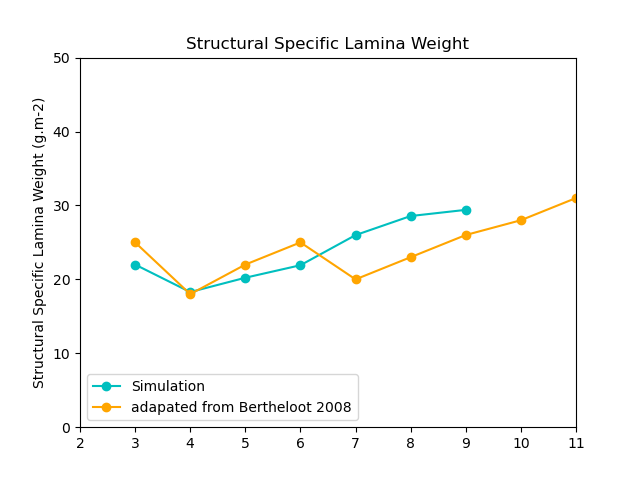 Structural Specific Lamina Weight
Structural Specific Lamina Weight (g.m-2)
50
40
30
20
10
0
2 3 4 5 6 7 8 9 10 11
Simulation
adapated from Bertheloot 2008